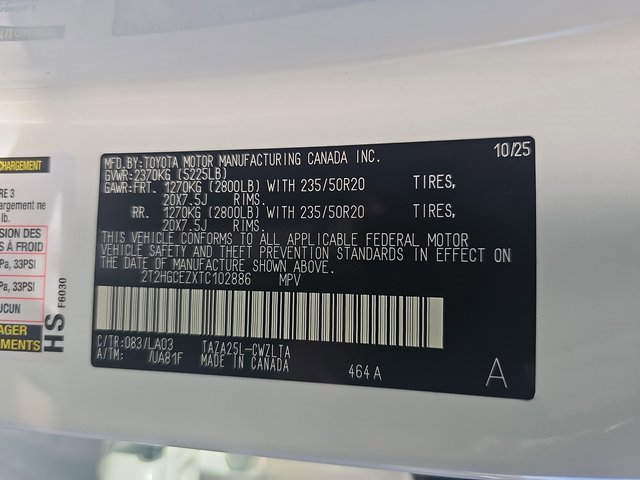 MFD.BY:TOYOTA MOTOR MANUFACTURING CANADA INC. 10/25
GVWR:2370KG (5225LB)
GAWR:FRT. 1270KG (2800LB) WITH 235/50R20 TIRES,
20X7.5J RIMS.
RR. 1270KG (2800LB) WITH 235/50R20 TIRES,
20X7.5J RIMS.
THIS VEHICLE CONFORMS TO ALL APPLICABLE FEDERAL MOTOR
VEHICLE SAFETY AND THEFT PREVENTION STANDARDS IN EFFECT ON
THE DATE OF MANUFACTURE SHOWN ABOVE.
2T2HGCEZXTC102886 MPV
C/TR:083/LA03 TAZA25L-CWZLTA
A/TM: /UA81F MADE IN CANADA
464A A
CHARGEMENT
RE 3
hargement ne
lb.
SION DES
S À FROID
Pa, 33PSI
Pa, 33PSI
UCUN
AGER
EMENTS
HS F6030